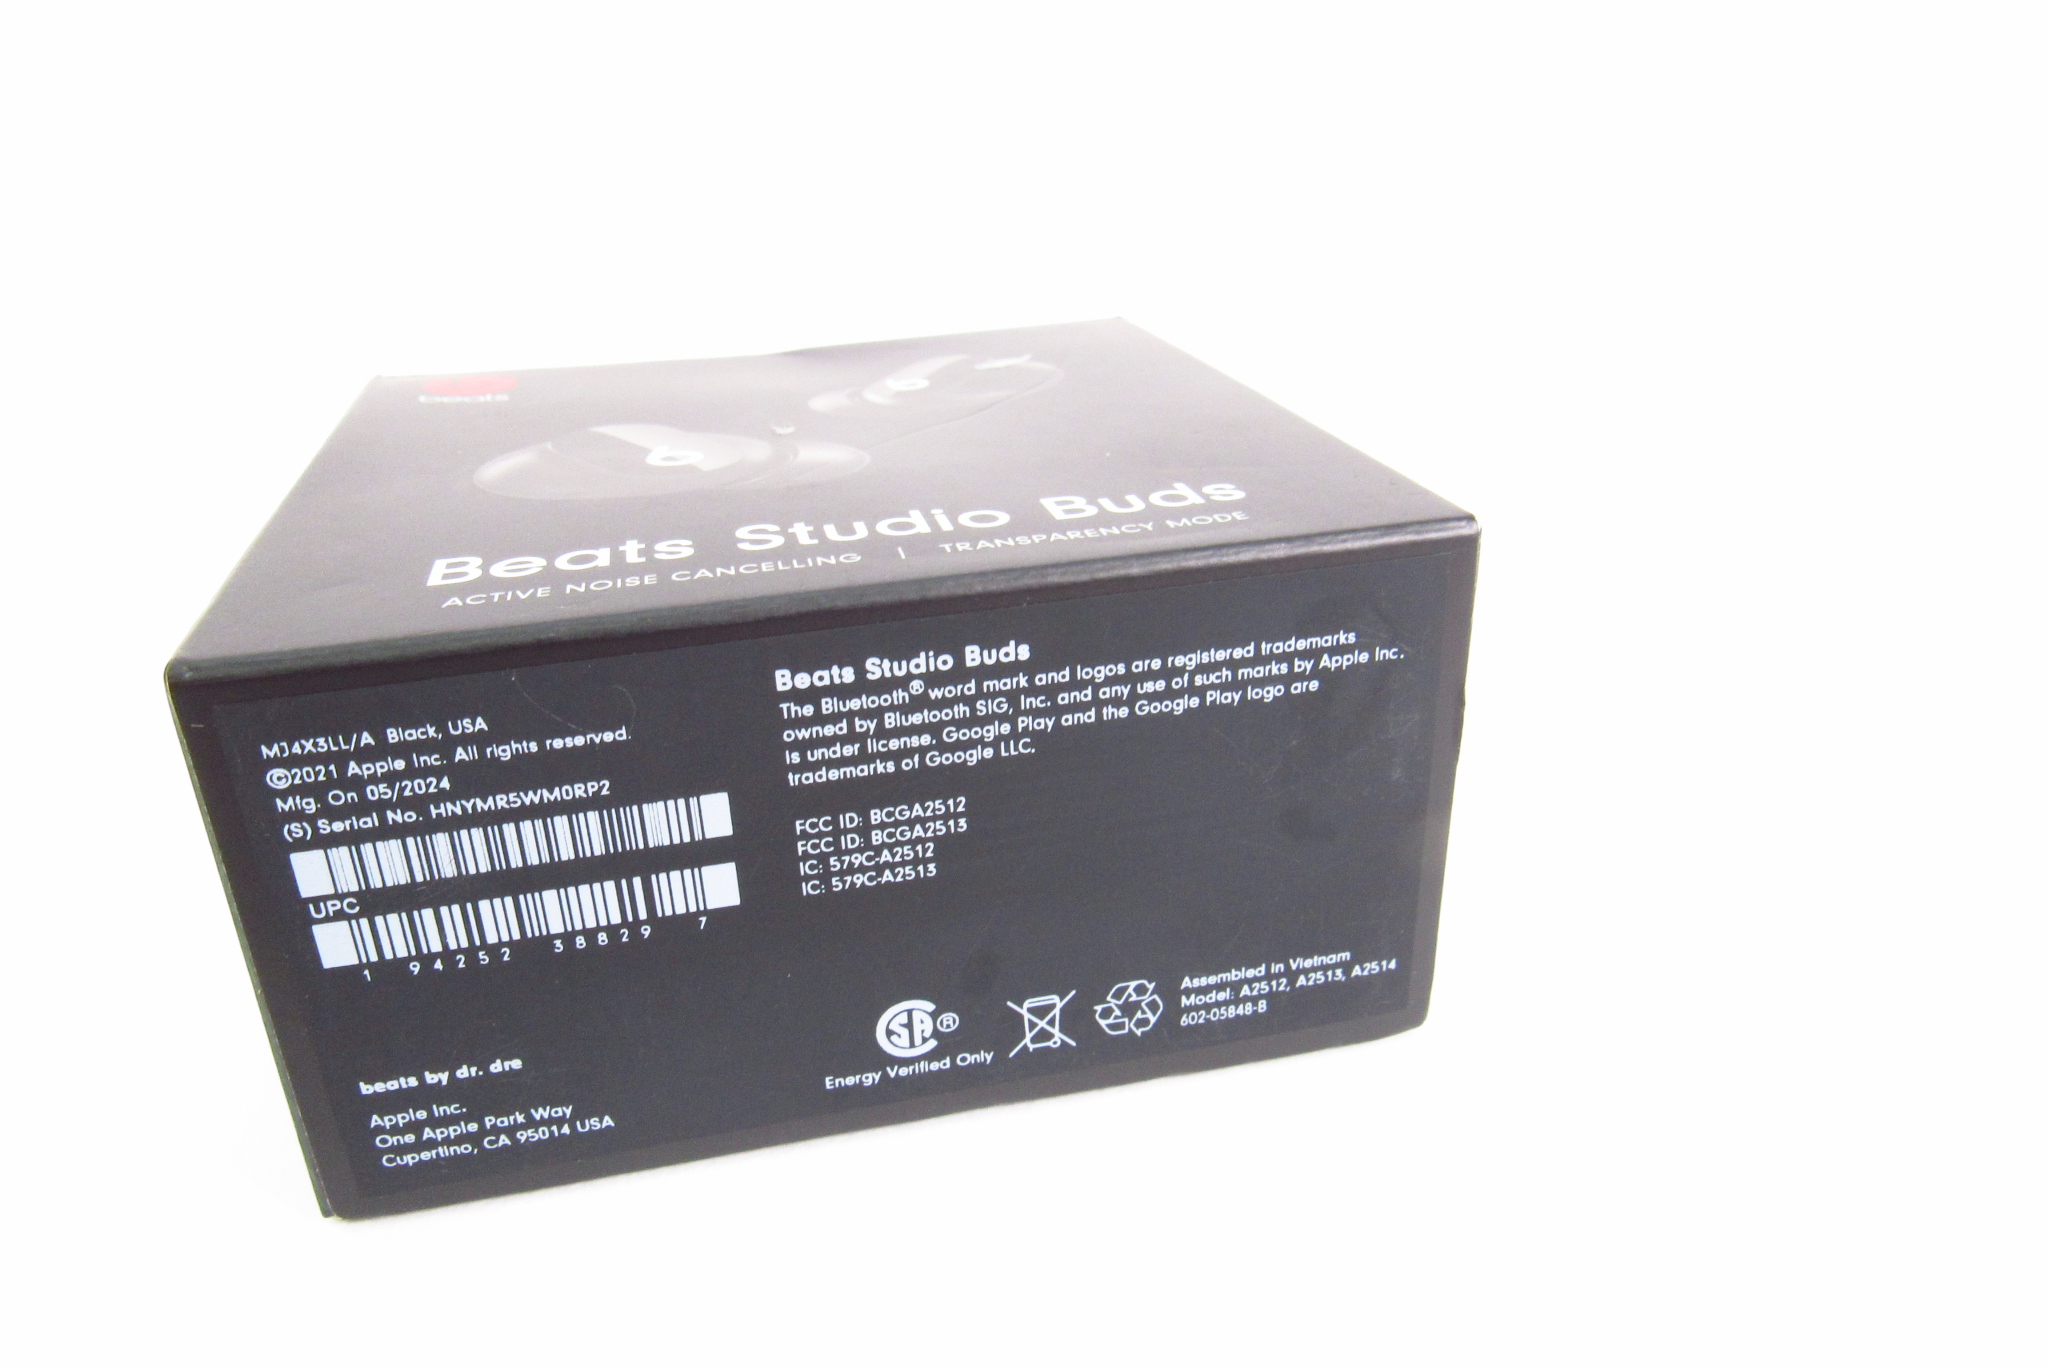 beats
Beats Studio Buds
ACTIVE NOISE CANCELLING | TRANSPARENCY MODE
MJ4X3LL/A Black, USA
©2021 Apple Inc. All rights reserved.
Mfg. On 05/2024
(S) Serial No. HNYMR5WM0RP2
UPC
1 94252 38829 7
beats by dr. dre
Apple Inc.
One Apple Park Way
Cupertino, CA 95014 USA
Beats Studio Buds
The Bluetooth® word mark and logos are registered trademarks
owned by Bluetooth SIG, Inc. and any use of such marks by Apple Inc.
is under license. Google Play and the Google Play logo are
trademarks of Google LLC.
FCC ID: BCGA2512
FCC ID: BCGA2513
IC: 579C-A2512
IC: 579C-A2513
CSA®
Energy Verified Only
Assembled in Vietnam
Model: A2512, A2513, A2514
602-05848-B